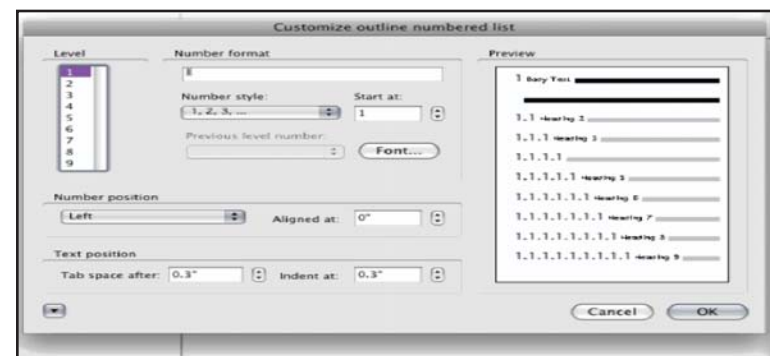 Customize outline numbered list
Level
Number format
Preview
1
2
3
4
5
6
7
8
9
1
Number style:
Start at:
1, 2, 3, ...
1
Previous level number:
Font...
Number position
Left
Aligned at: 0"
Text position
Tab space after: 0.3"
Indent at: 0.3"
1 Body Text
1.1 Heading 2
1.1.1 Heading 3
1.1.1.1
1.1.1.1.1 Heading 5
1.1.1.1.1.1 Heading 6
1.1.1.1.1.1.1 Heading 7
1.1.1.1.1.1.1.1 Heading 8
1.1.1.1.1.1.1.1.1 Heading 9
Cancel
OK